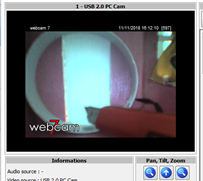 1 - USB 2.0 PC Cam
webcam 7
11/11/2016 16:12:10 [697]
webcam 7
Informations
Pan, Tilt, Zoom
Audio source : -
Video source : USB 2.0 PC Cam